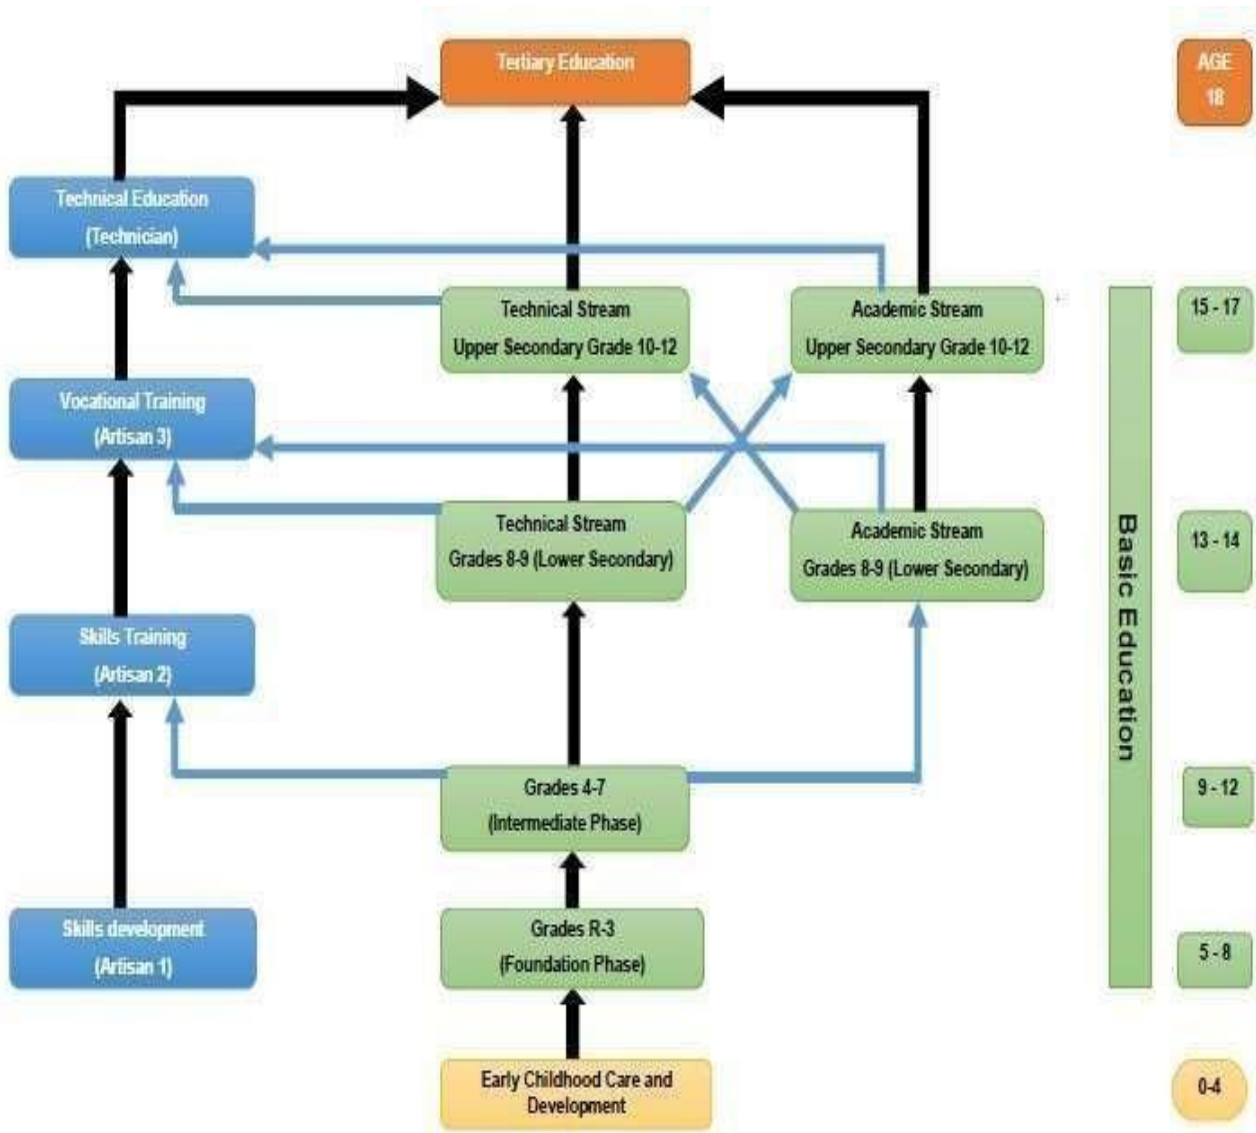 Tertiary Education
AGE
18
Technical Education
(Technician)
Technical Stream
Upper Secondary Grade 10-12
Academic Stream
Upper Secondary Grade 10-12
15 - 17
Vocational Training
(Artisan 3)
Technical Stream
Grades 8-9 (Lower Secondary)
Academic Stream
Grades 8-9 (Lower Secondary)
13 - 14
Basic Education
Skills Training
(Artisan 2)
Grades 4-7
(Intermediate Phase)
9 - 12
Skills development
(Artisan 1)
Grades R-3
(Foundation Phase)
5 - 8
Early Childhood Care and
Development
0-4